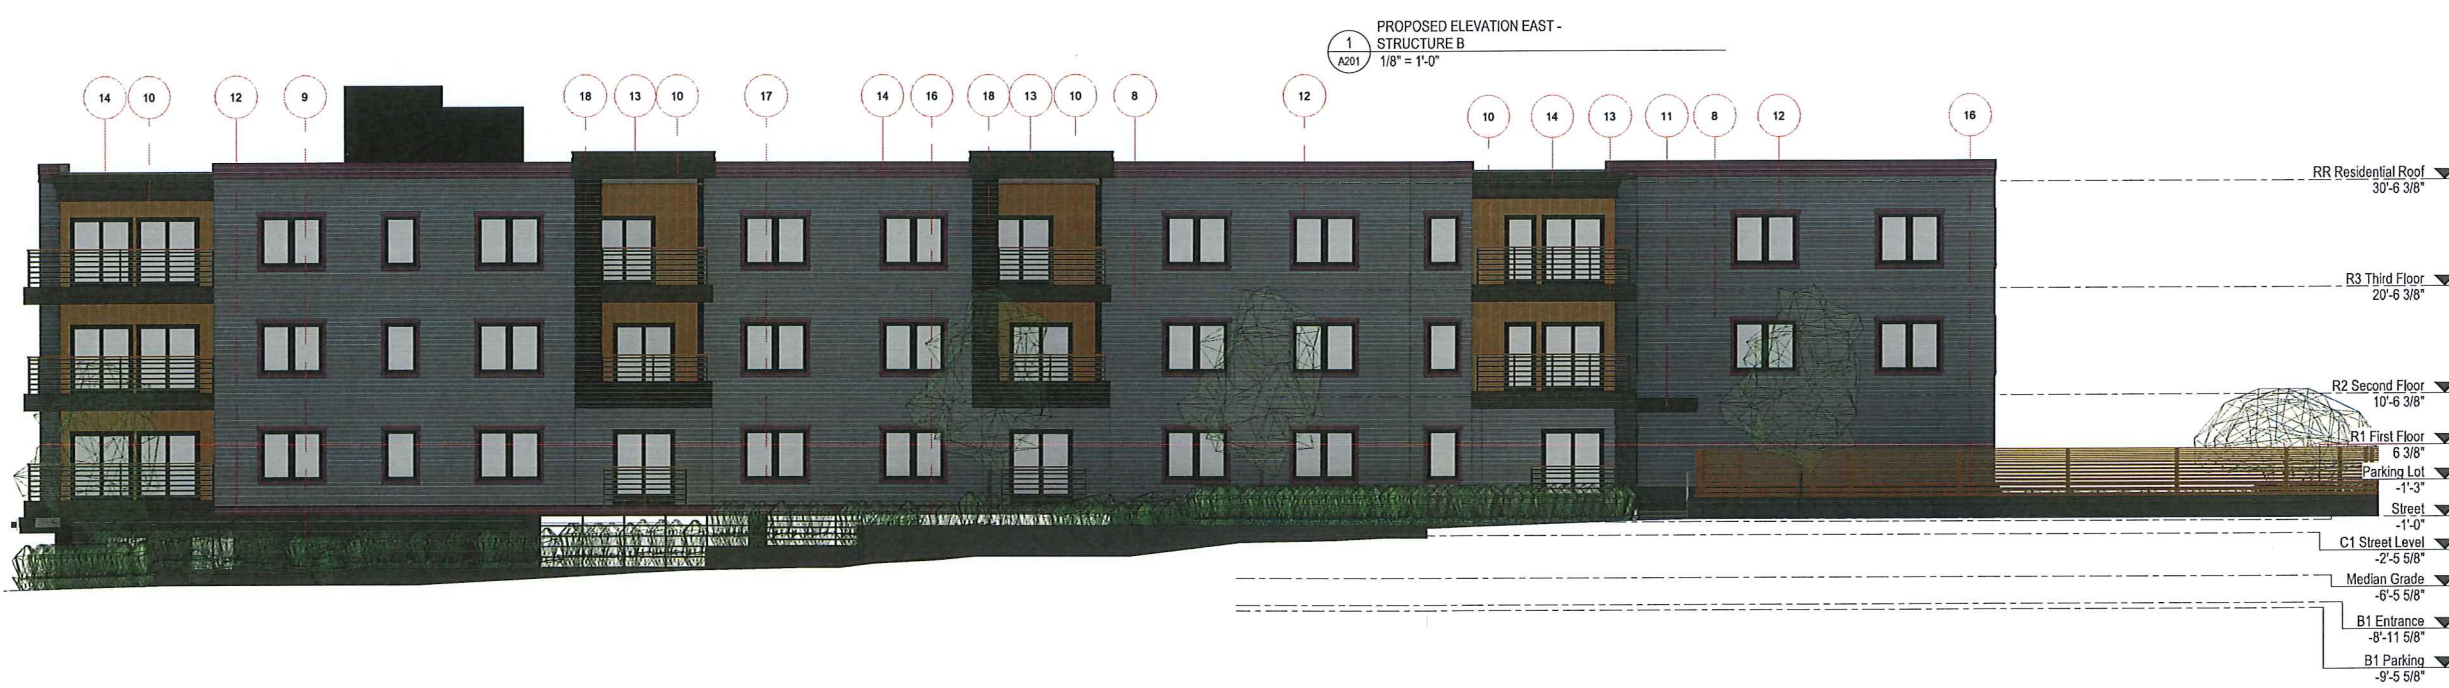 PROPOSED ELEVATION EAST -
1 STRUCTURE B
A201 1/8" = 1'-0"
14 10 12 9 18 13 10 17 14 16 18 13 10 8 12 10 14 13 11 8 12 16
RR Residential Roof
30'-6 3/8"
R3 Third Floor
20'-6 3/8"
R2 Second Floor
10'-6 3/8"
R1 First Floor
6 3/8"
Parking Lot
-1'-3"
Street
-1'-0"
C1 Street Level
-2'-5 5/8"
Median Grade
-6'-5 5/8"
B1 Entrance
-8'-11 5/8"
B1 Parking
-9'-5 5/8"